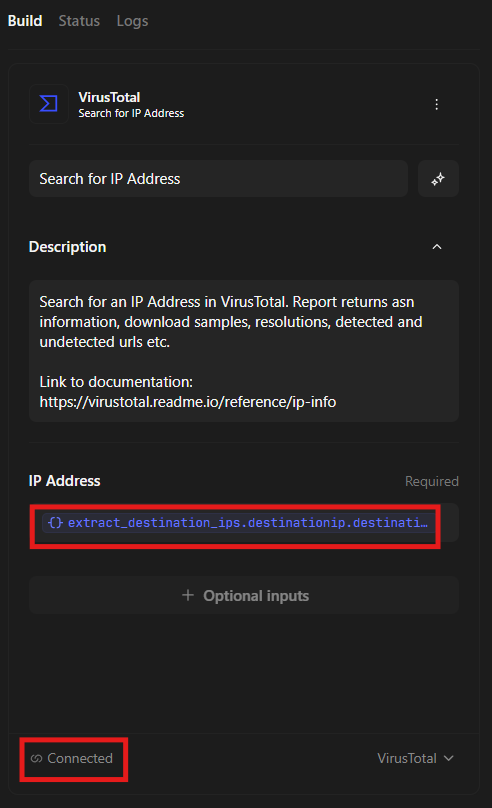 Build Status Logs
VirusTotal
Search for IP Address
Search for IP Address
Description
Search for an IP Address in VirusTotal. Report returns asn
information, download samples, resolutions, detected and
undetected urls etc.
Link to documentation:
https://virustotal.readme.io/reference/ip-info
IP Address Required
{} extract_destination_ips.destinationip.destinati…
+ Optional inputs
Connected VirusTotal